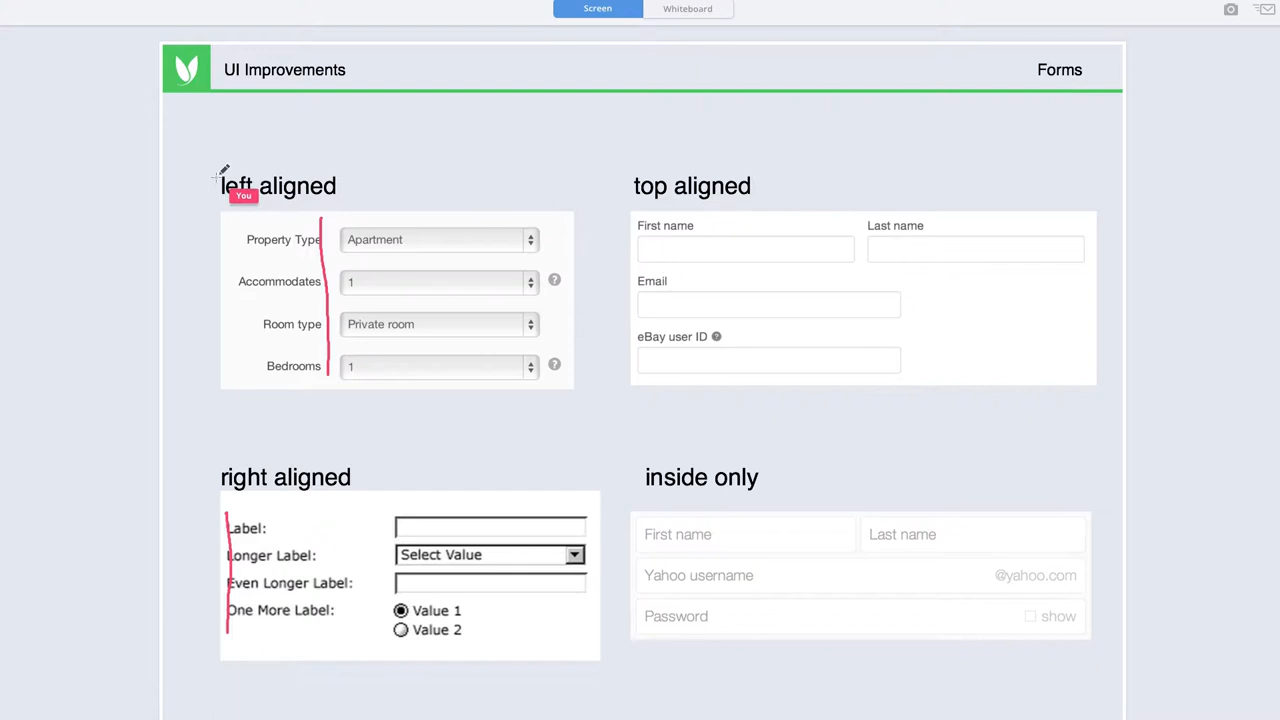 Screen Whiteboard
UI Improvements Forms
left aligned
You
Property Type Apartment
Accommodates 1 ?
Room type Private room
Bedrooms 1 ?
top aligned
First name Last name
Email
eBay user ID ?
right aligned
Label:
Longer Label: Select Value
Even Longer Label:
One More Label: Value 1
Value 2
inside only
First name Last name
Yahoo username @yahoo.com
Password show